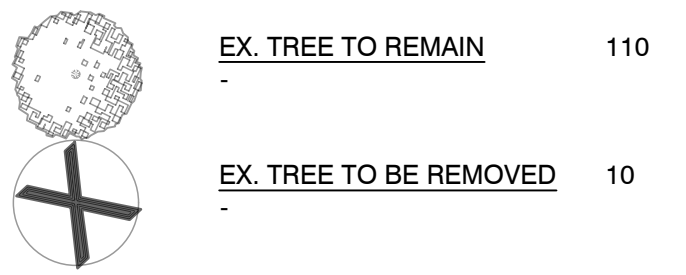 EX. TREE TO REMAIN 110
-
EX. TREE TO BE REMOVED 10
-